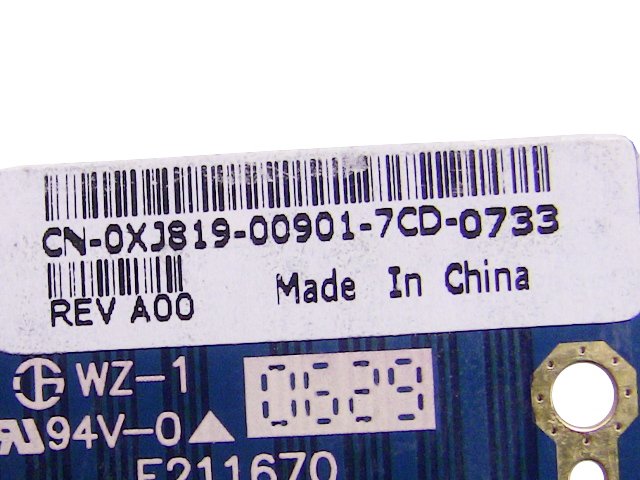 CN-0XJ819-00901-7CD-0733
REV A00 Made In China
WZ-1 0629
94V-0
E211670